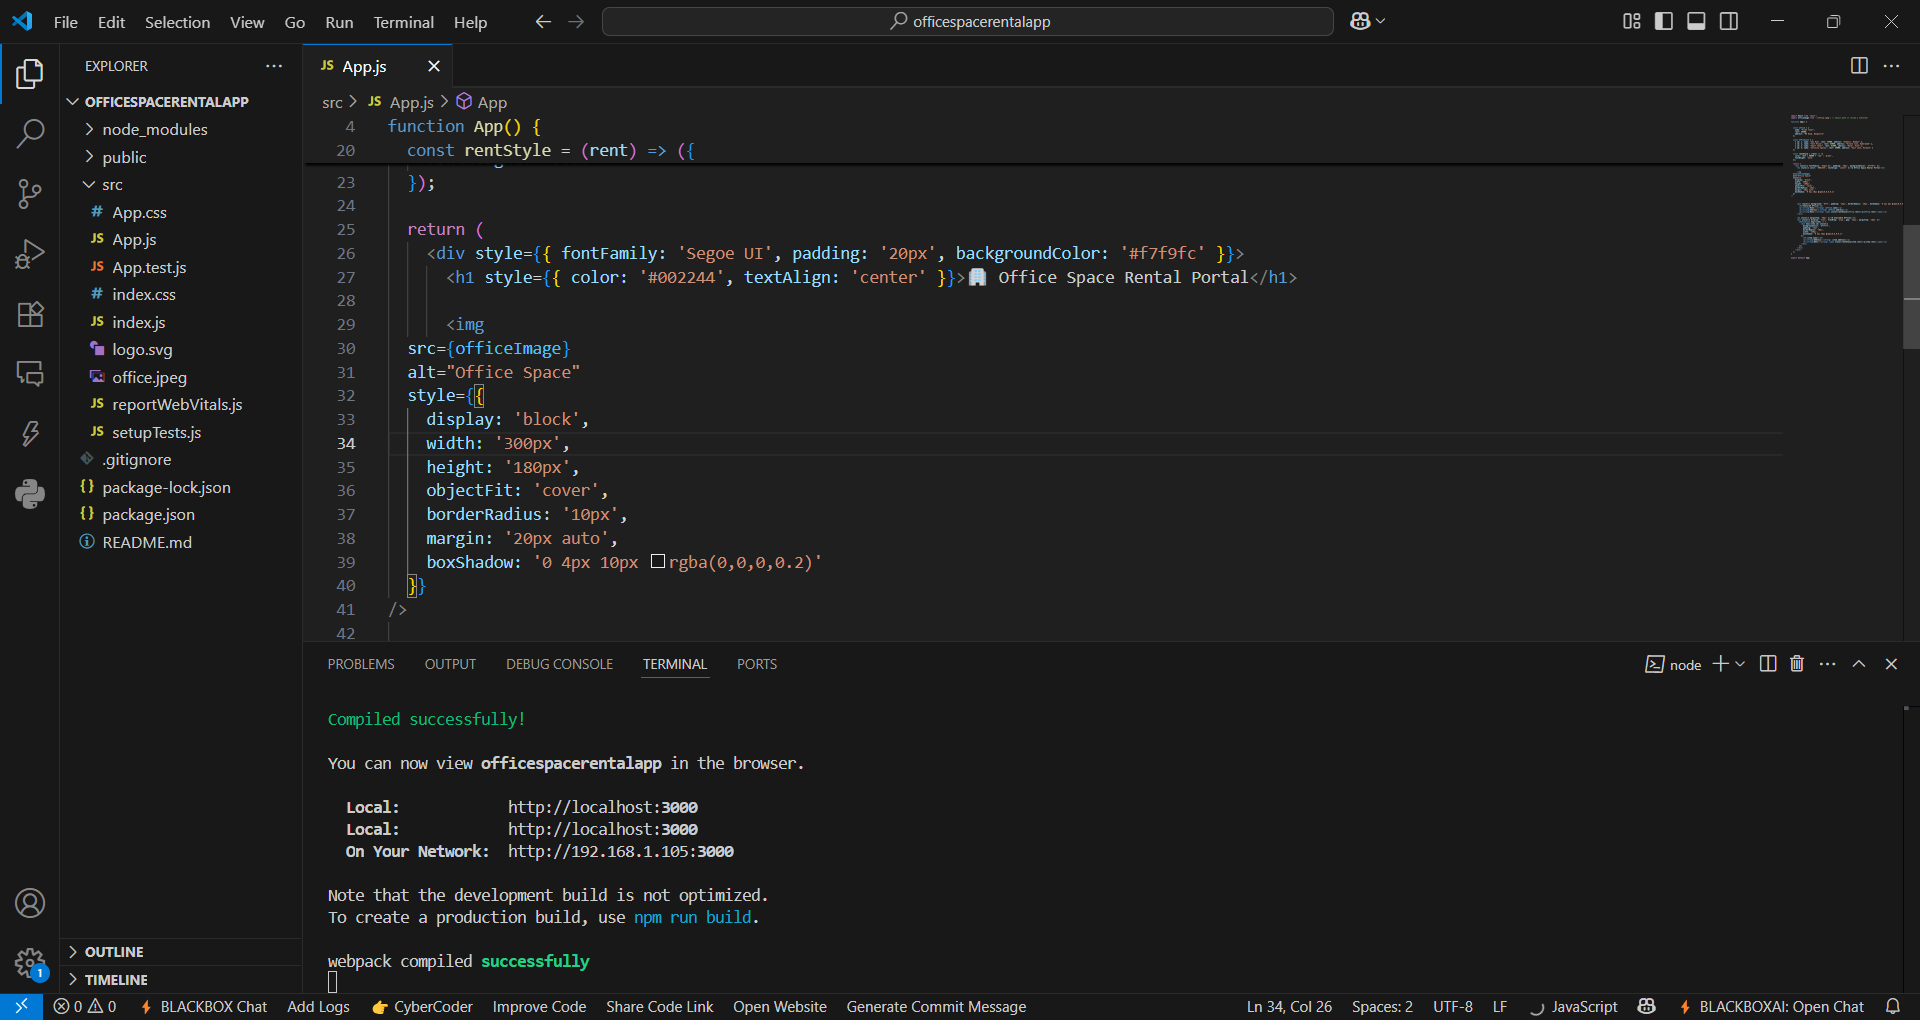 File Edit Selection View Go Run Terminal Help
officespacerentalapp
EXPLORER
OFFICESPACERENTALAPP
node_modules
public
src
# App.css
JS App.js
JS App.test.js
# index.css
JS index.js
logo.svg
office.jpeg
JS reportWebVitals.js
JS setupTests.js
.gitignore
{} package-lock.json
{} package.json
README.md
OUTLINE
TIMELINE
1
JS App.js
src > JS App.js > App
4 function App() {
20 const rentStyle = (rent) => ({
23 });
24
25 return (
26 <div style={{ fontFamily: 'Segoe UI', padding: '20px', backgroundColor: '#f7f9fc' }}>
27 <h1 style={{ color: '#002244', textAlign: 'center' }}>🏢 Office Space Rental Portal</h1>
28
29 <img
30 src={officeImage}
31 alt="Office Space"
32 style={{
33 display: 'block',
34 width: '300px',
35 height: '180px',
36 objectFit: 'cover',
37 borderRadius: '10px',
38 margin: '20px auto',
39 boxShadow: '0 4px 10px rgba(0,0,0,0.2)'
40 }}
41 />
42
PROBLEMS OUTPUT DEBUG CONSOLE TERMINAL PORTS
node
Compiled successfully!
You can now view officespacerentalapp in the browser.
Local: http://localhost:3000
Local: http://localhost:3000
On Your Network: http://192.168.1.105:3000
Note that the development build is not optimized.
To create a production build, use npm run build.
webpack compiled successfully
0 0 BLACKBOX Chat Add Logs 👉 CyberCoder Improve Code Share Code Link Open Website Generate Commit Message Ln 34, Col 26 Spaces: 2 UTF-8 LF JavaScript BLACKBOXAI: Open Chat